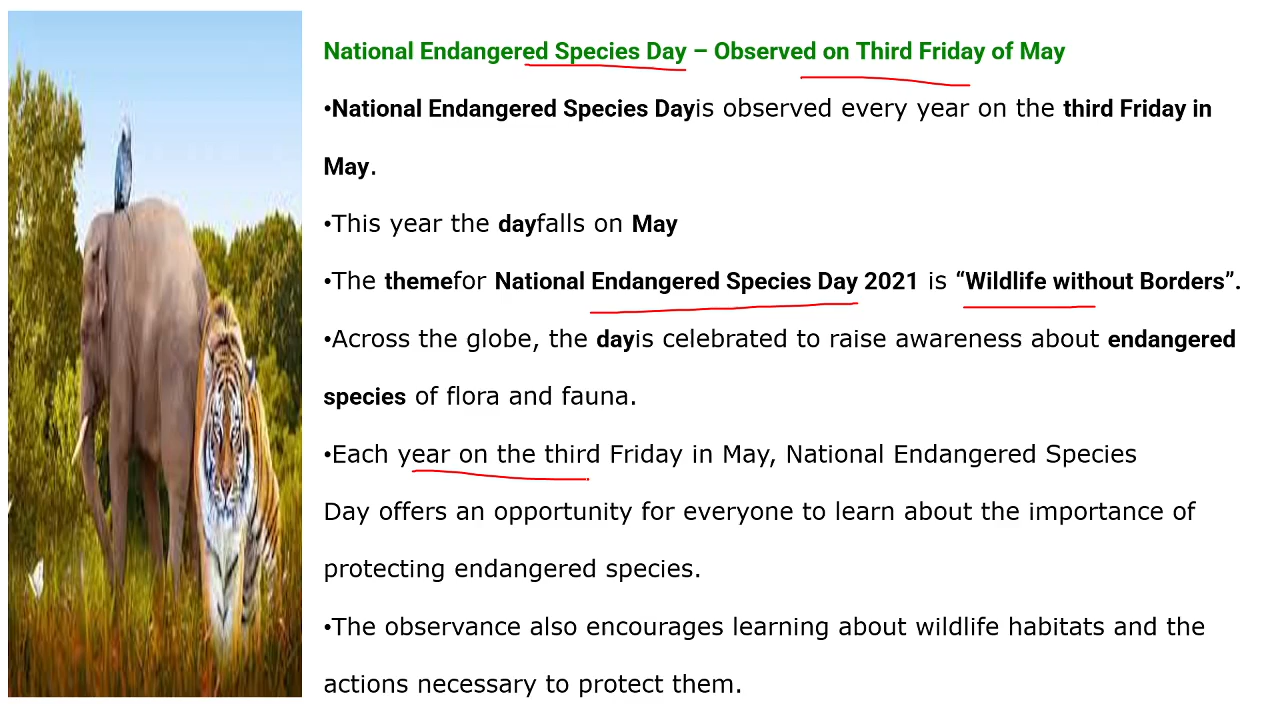 National Endangered Species Day – Observed on Third Friday of May
•National Endangered Species Dayis observed every year on the third Friday in
May.
•This year the dayfalls on May
•The themefor National Endangered Species Day 2021 is “Wildlife without Borders”.
•Across the globe, the dayis celebrated to raise awareness about endangered
species of flora and fauna.
•Each year on the third Friday in May, National Endangered Species
Day offers an opportunity for everyone to learn about the importance of
protecting endangered species.
•The observance also encourages learning about wildlife habitats and the
actions necessary to protect them.